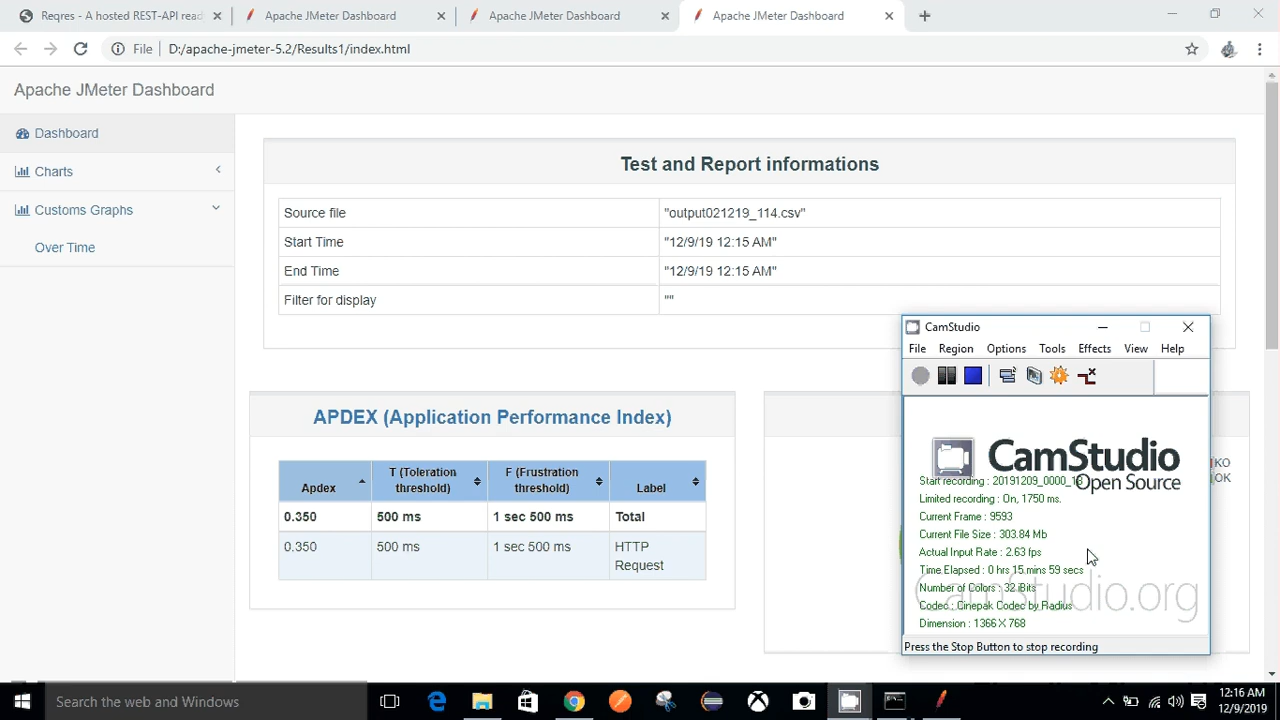 Reqres - A hosted REST-API read
Apache JMeter Dashboard
Apache JMeter Dashboard
Apache JMeter Dashboard
File
D:/apache-jmeter-5.2/Results1/index.html
Apache JMeter Dashboard
Dashboard
Charts
Customs Graphs
Over Time
Test and Report informations
Source file "output021219_114.csv"
Start Time "12/9/19 12:15 AM"
End Time "12/9/19 12:15 AM"
Filter for display ""
APDEX (Application Performance Index)
Apdex T (Toleration threshold) F (Frustration threshold) Label
0.350 500 ms 1 sec 500 ms Total
0.350 500 ms 1 sec 500 ms HTTP Request
KO
OK
CamStudio
File Region Options Tools Effects View Help
CamStudio
Open Source
Start recording : 20191209_0000_18
Limited recording : On, 1750 ms.
Current Frame : 9593
Current File Size : 303.84 Mb
Actual Input Rate : 2.63 fps
Time Elapsed : 0 hrs 15 mins 59 secs
Number of Colors : 32 Bits
CamStudio.org
Codec : Cinepak Codec by Radius
Dimension : 1366 X 768
Press the Stop Button to stop recording
Search the web and Windows
12:16 AM
12/9/2019